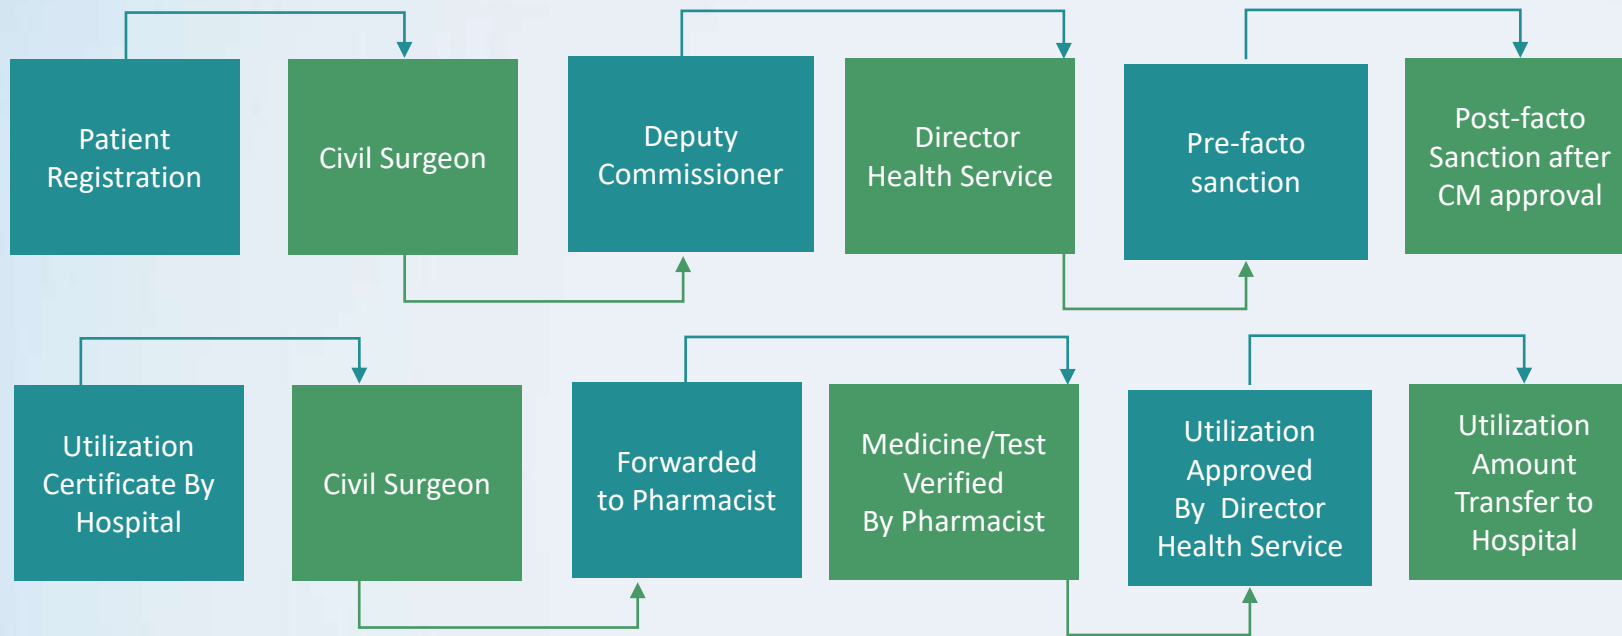 Patient
Registration
Civil Surgeon
Deputy
Commissioner
Director
Health Service
Pre-facto
sanction
Post-facto
Sanction after
CM approval
Utilization
Certificate By
Hospital
Civil Surgeon
Forwarded
to Pharmacist
Medicine/Test
Verified
By Pharmacist
Utilization
Approved
By Director
Health Service
Utilization
Amount
Transfer to
Hospital